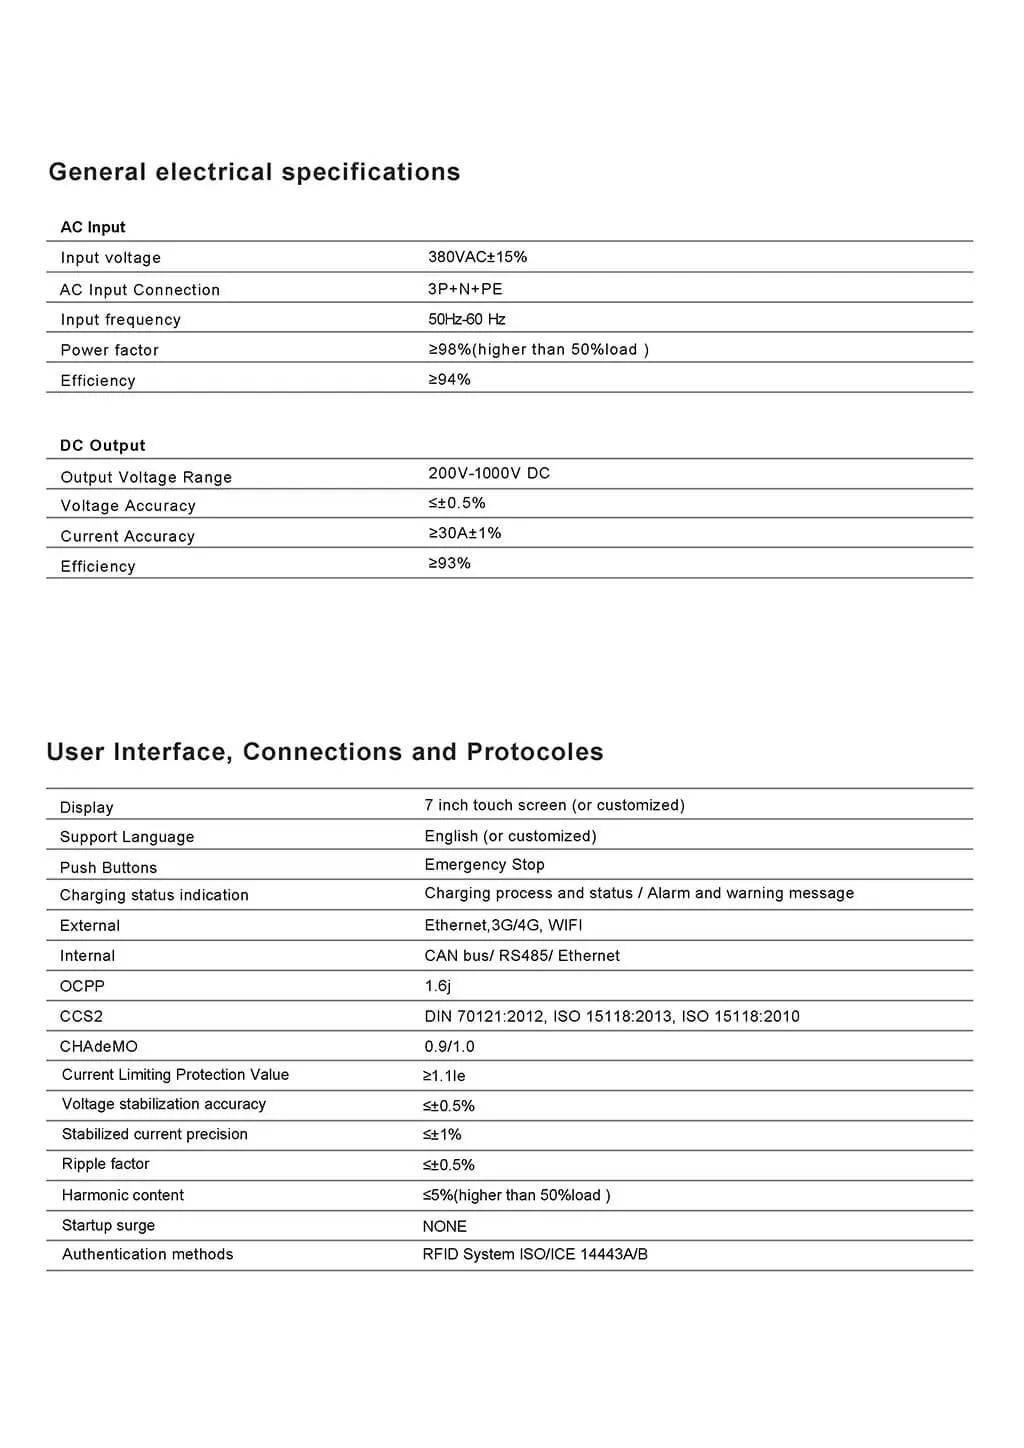 General electrical specifications
AC Input
Input voltage 380VAC±15%
AC Input Connection 3P+N+PE
Input frequency 50Hz-60 Hz
Power factor ≥98%(higher than 50%load )
Efficiency ≥94%
DC Output
Output Voltage Range 200V-1000V DC
Voltage Accuracy ≤±0.5%
Current Accuracy ≥30A±1%
Efficiency ≥93%
User Interface, Connections and Protocoles
Display 7 inch touch screen (or customized)
Support Language English (or customized)
Push Buttons Emergency Stop
Charging status indication Charging process and status / Alarm and warning message
External Ethernet,3G/4G, WIFI
Internal CAN bus/ RS485/ Ethernet
OCPP 1.6j
CCS2 DIN 70121:2012, ISO 15118:2013, ISO 15118:2010
CHAdeMO 0.9/1.0
Current Limiting Protection Value ≥1.1Ie
Voltage stabilization accuracy ≤±0.5%
Stabilized current precision ≤±1%
Ripple factor ≤±0.5%
Harmonic content ≤5%(higher than 50%load )
Startup surge NONE
Authentication methods RFID System ISO/ICE 14443A/B